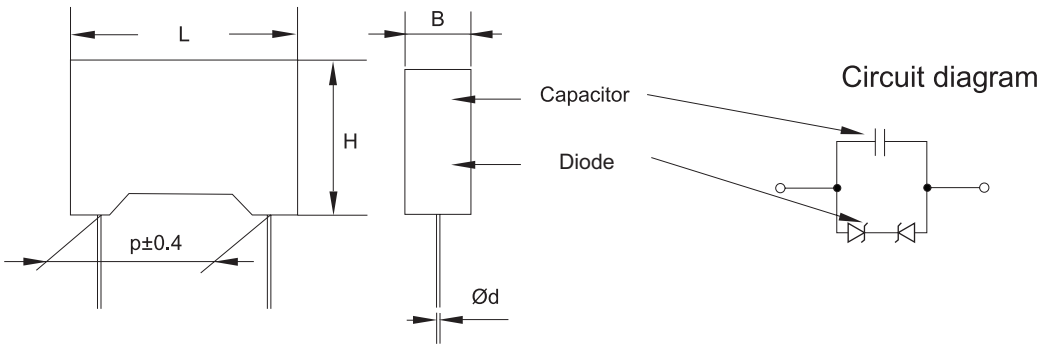 L
B
H
p±0.4
Ød
Capacitor
Diode
Circuit diagram